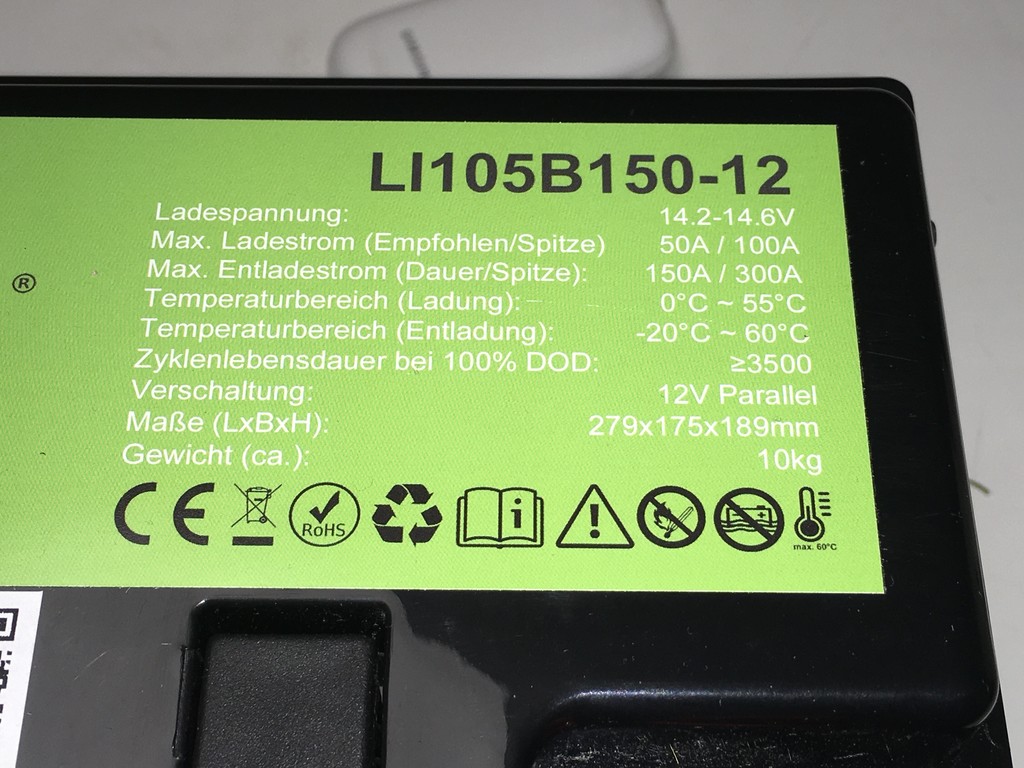 LI105B150-12
Ladespannung: 14.2-14.6V
Max. Ladestrom (Empfohlen/Spitze) 50A / 100A
Max. Entladestrom (Dauer/Spitze): 150A / 300A
®
Temperaturbereich (Ladung): 0°C ~ 55°C
Temperaturbereich (Entladung): -20°C ~ 60°C
Zyklenlebensdauer bei 100% DOD: ≥3500
Verschaltung: 12V Parallel
Maße (LxBxH): 279x175x189mm
Gewicht (ca.): 10kg
CE RoHS i ! max. 60°C